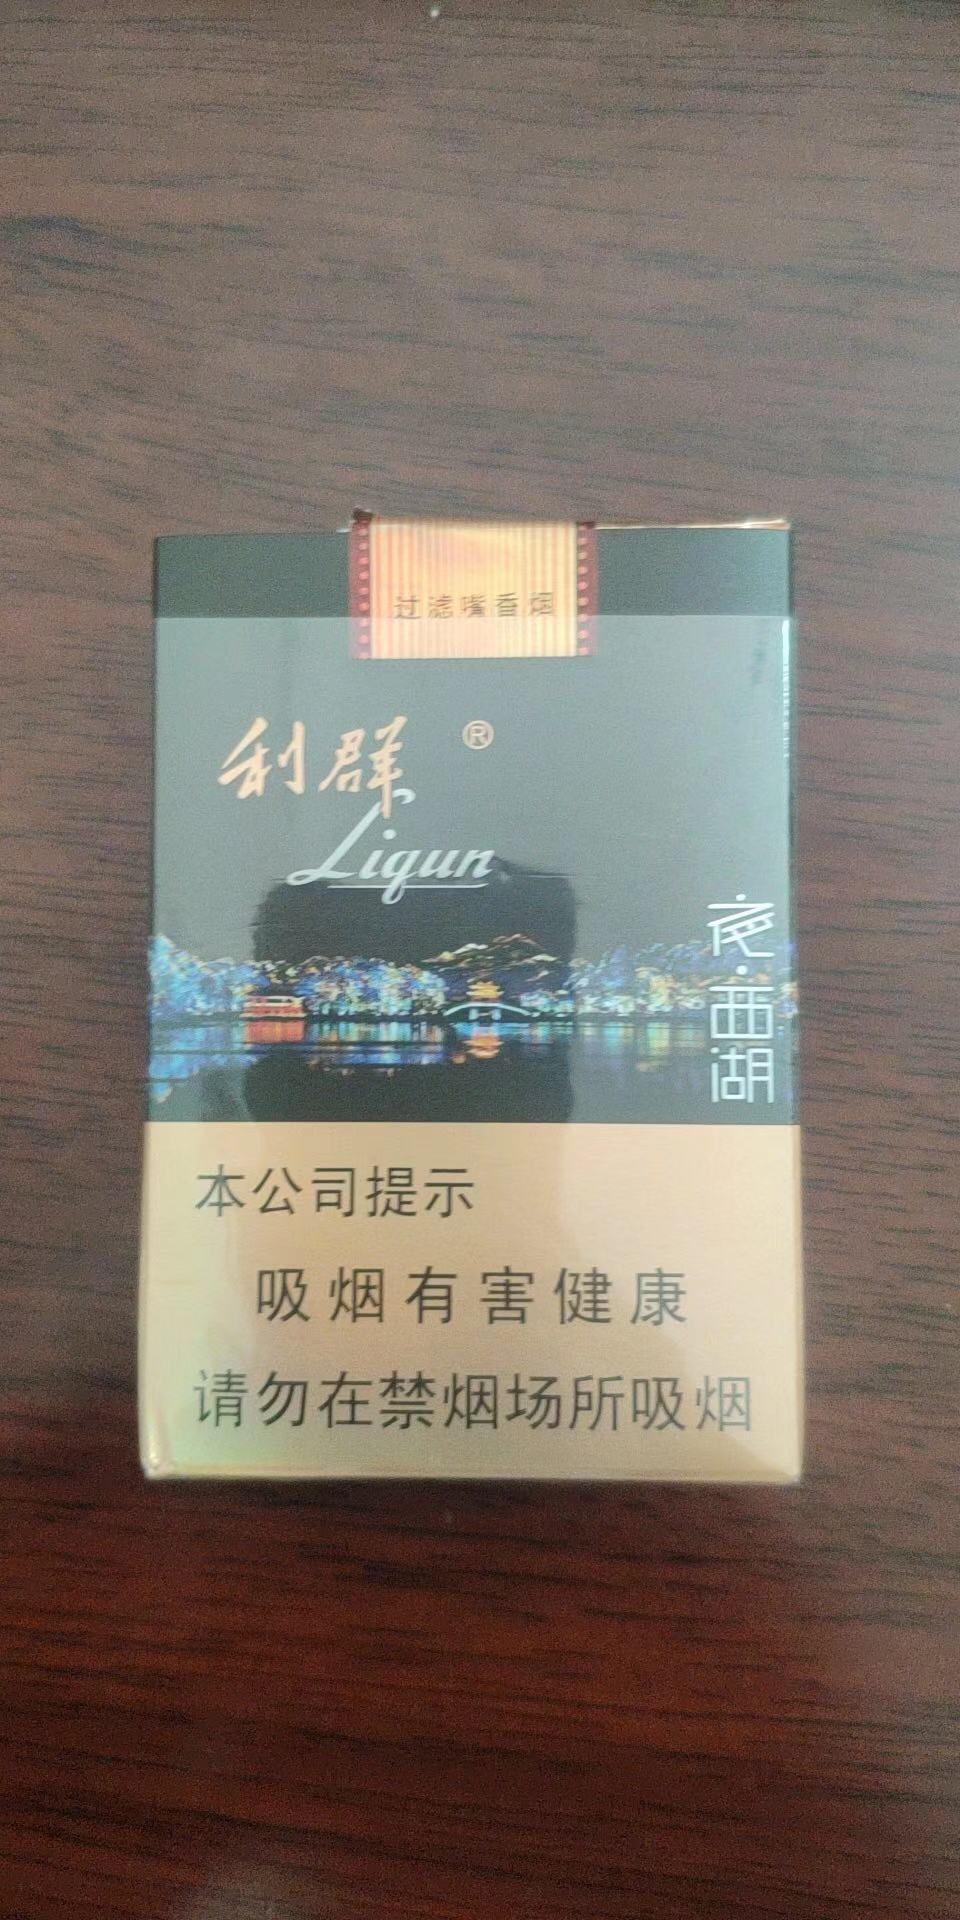 过滤嘴香烟
利群 ®
Liqun
夜·西湖
本公司提示
吸烟有害健康
请勿在禁烟场所吸烟